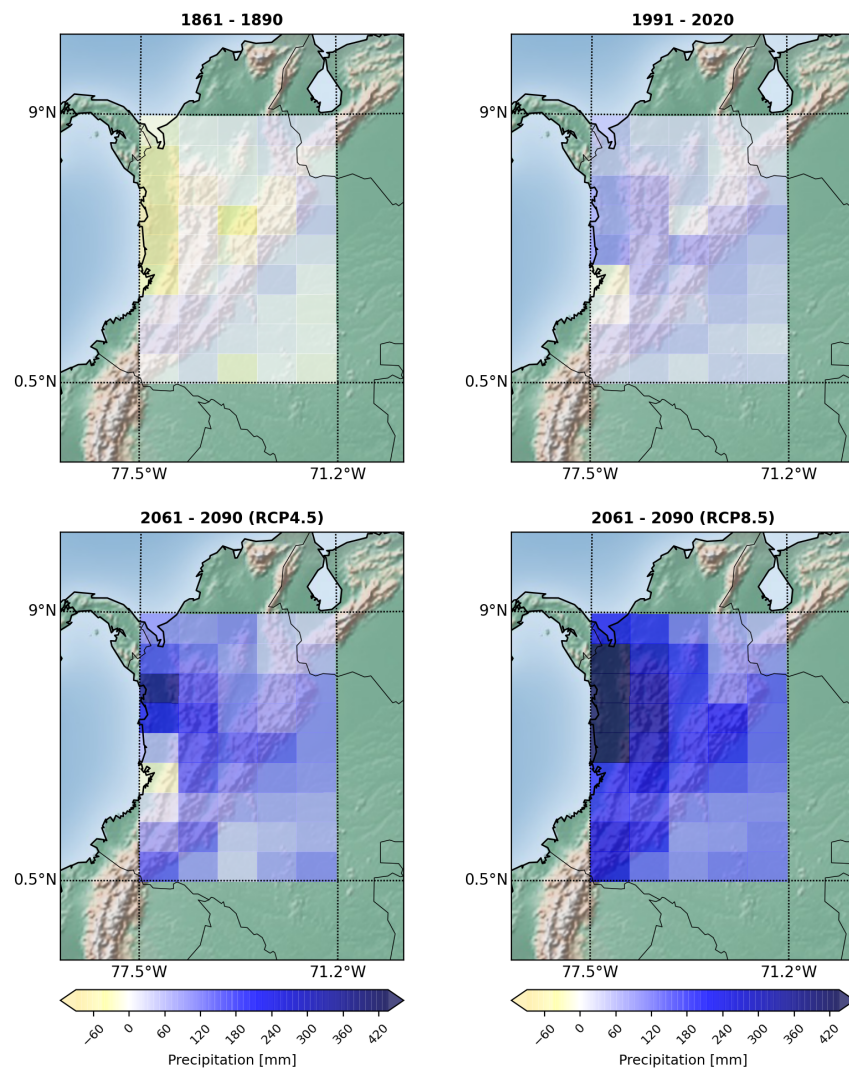 1861 - 1890
1991 - 2020
9°N
9°N
0.5°N
0.5°N
77.5°W
71.2°W
77.5°W
71.2°W
2061 - 2090 (RCP4.5)
2061 - 2090 (RCP8.5)
9°N
9°N
0.5°N
0.5°N
77.5°W
71.2°W
77.5°W
71.2°W
−60 0 60 120 180 240 300 360 420
−60 0 60 120 180 240 300 360 420
Precipitation [mm]
Precipitation [mm]